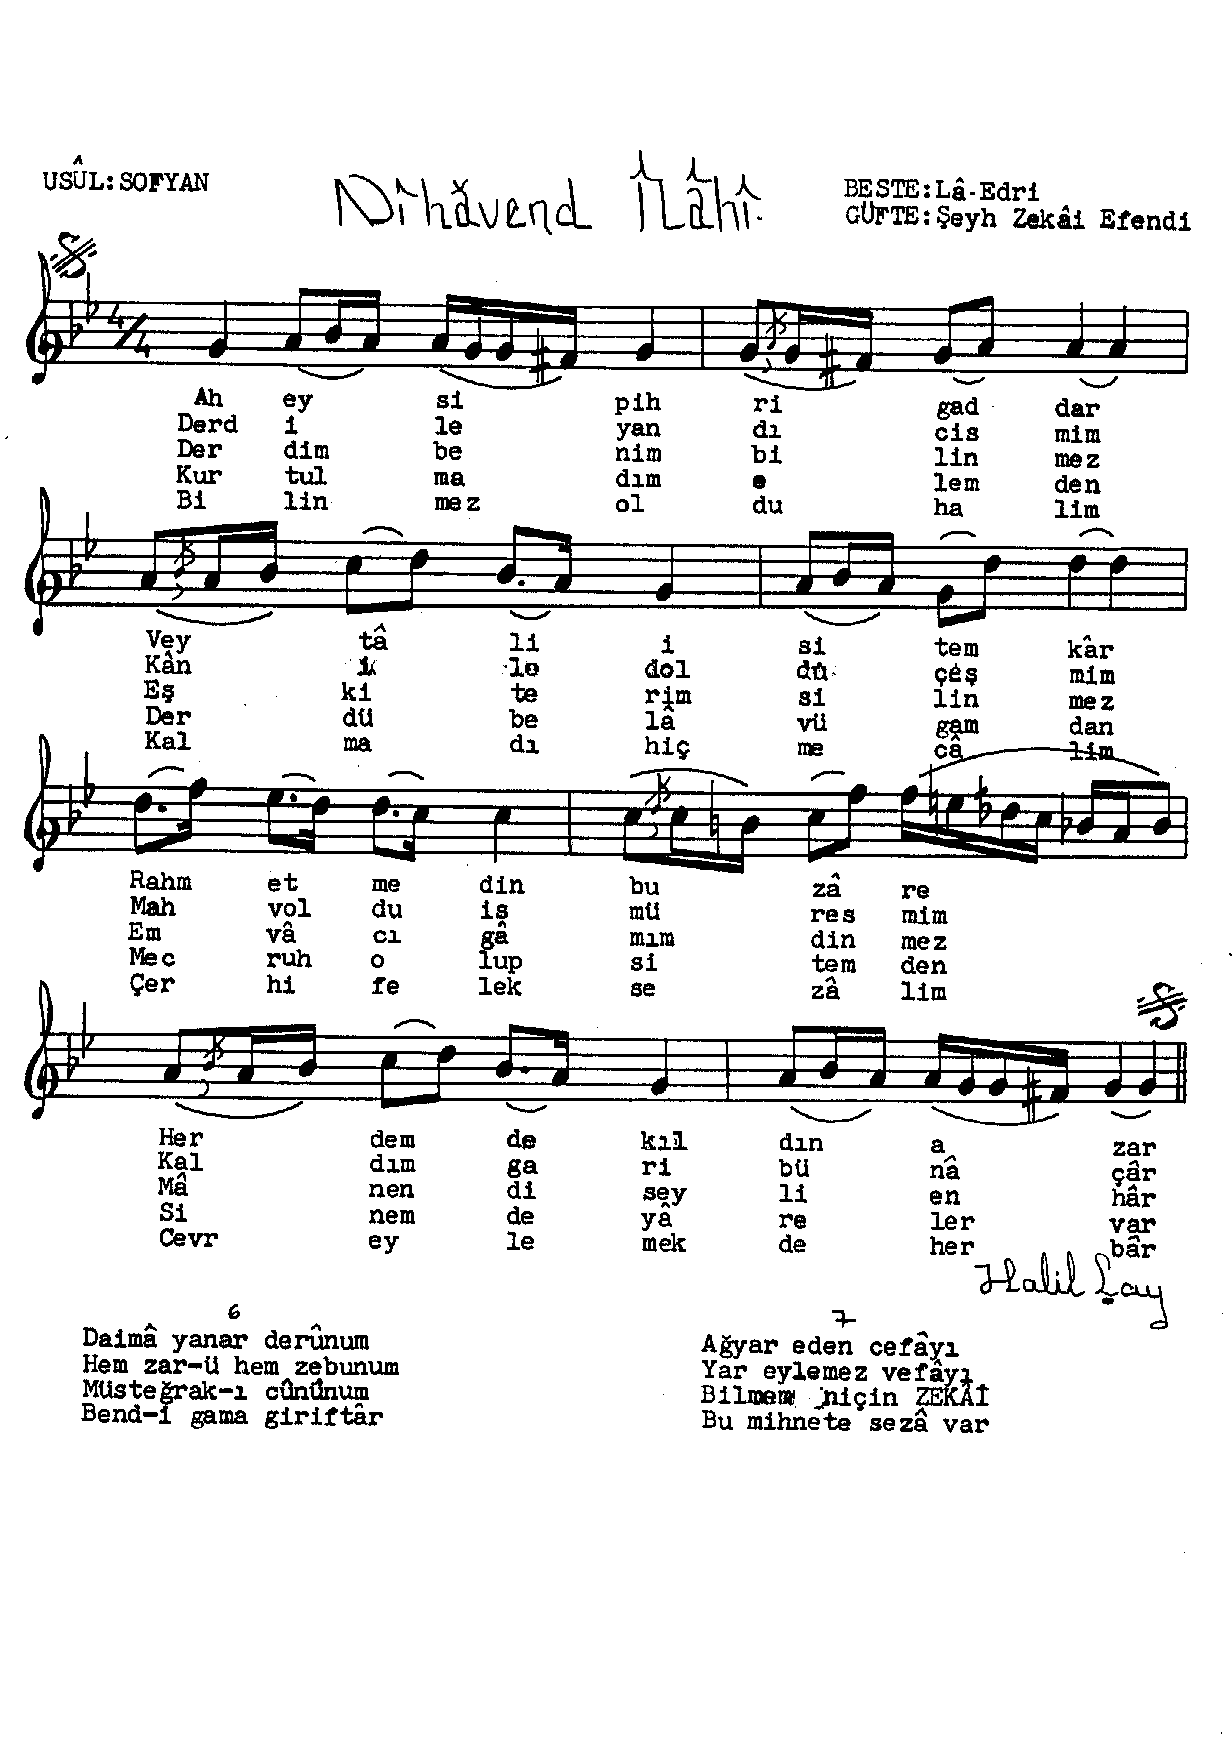 USÛL:SOFYAN
Nîhâvend İlâhî
BESTE:Lâ-Edri
GÜFTE:Şeyh Zekâi Efendi
4/4
Ah ey si pih ri gad dar
Derd i le yan dı cis mim
Der dim be nim bi lin mez
Kur tul ma dım e lem den
Bi lin mez ol du ha lim
Vey tâ li i si tem kâr
Kân i le dol dü çeş mim
Eş ki te rim si lin mez
Der dü be lâ vü gam dan
Kal ma dı hiç me câ lim
Rahm et me din bu zâ re
Mah vol du is mü res mim
Em vâ cı gâ mım din mez
Mec ruh o lup si tem den
Çer hi fe lek se zâ lim
Her dem de kıl dın a zar
Kal dım ga ri bü nâ çâr
Mâ nen di sey li en hâr
Si nem de yâ re ler var
Cevr ey le mek de her bâr
Halil Çay
6
Daimâ yanar derûnum
Hem zar-ü hem zebunum
Müsteğrak-ı cûnûnum
Bend-i gama giriftâr
7
Ağyar eden cefâyı
Yar eylemez vefâyı
Bilmem niçin ZEKÂİ
Bu mihnete sezâ var